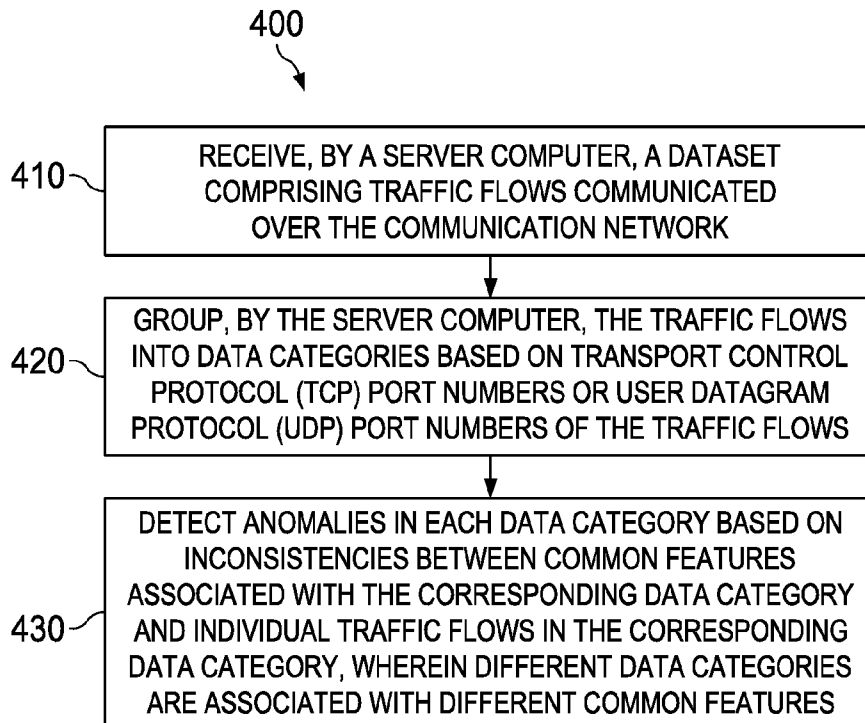 400
410
RECEIVE, BY A SERVER COMPUTER, A DATASET
COMPRISING TRAFFIC FLOWS COMMUNICATED
OVER THE COMMUNICATION NETWORK
420
GROUP, BY THE SERVER COMPUTER, THE TRAFFIC FLOWS
INTO DATA CATEGORIES BASED ON TRANSPORT CONTROL
PROTOCOL (TCP) PORT NUMBERS OR USER DATAGRAM
PROTOCOL (UDP) PORT NUMBERS OF THE TRAFFIC FLOWS
430
DETECT ANOMALIES IN EACH DATA CATEGORY BASED ON
INCONSISTENCIES BETWEEN COMMON FEATURES
ASSOCIATED WITH THE CORRESPONDING DATA CATEGORY
AND INDIVIDUAL TRAFFIC FLOWS IN THE CORRESPONDING
DATA CATEGORY, WHEREIN DIFFERENT DATA CATEGORIES
ARE ASSOCIATED WITH DIFFERENT COMMON FEATURES